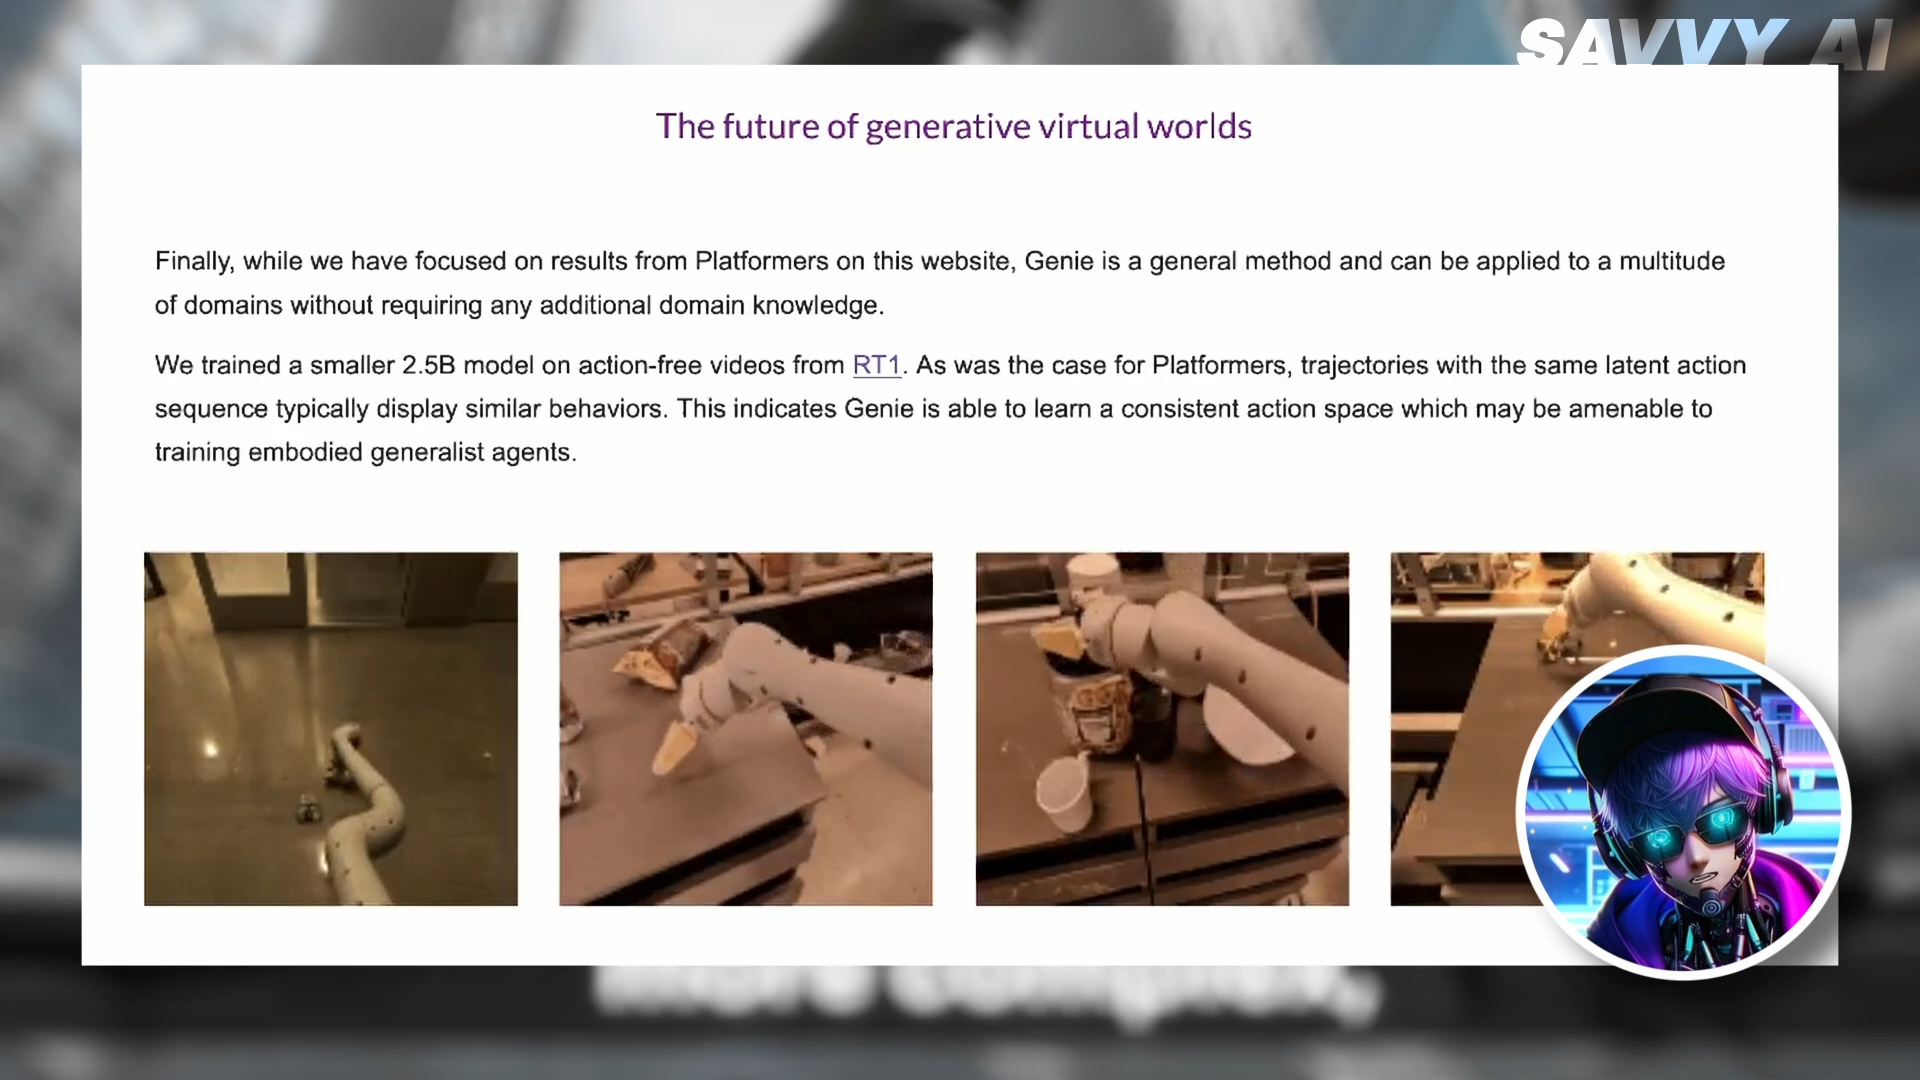 SAVVY AI
The future of generative virtual worlds
Finally, while we have focused on results from Platformers on this website, Genie is a general method and can be applied to a multitude
of domains without requiring any additional domain knowledge.
We trained a smaller 2.5B model on action-free videos from RT1. As was the case for Platformers, trajectories with the same latent action
sequence typically display similar behaviors. This indicates Genie is able to learn a consistent action space which may be amenable to
training embodied generalist agents.